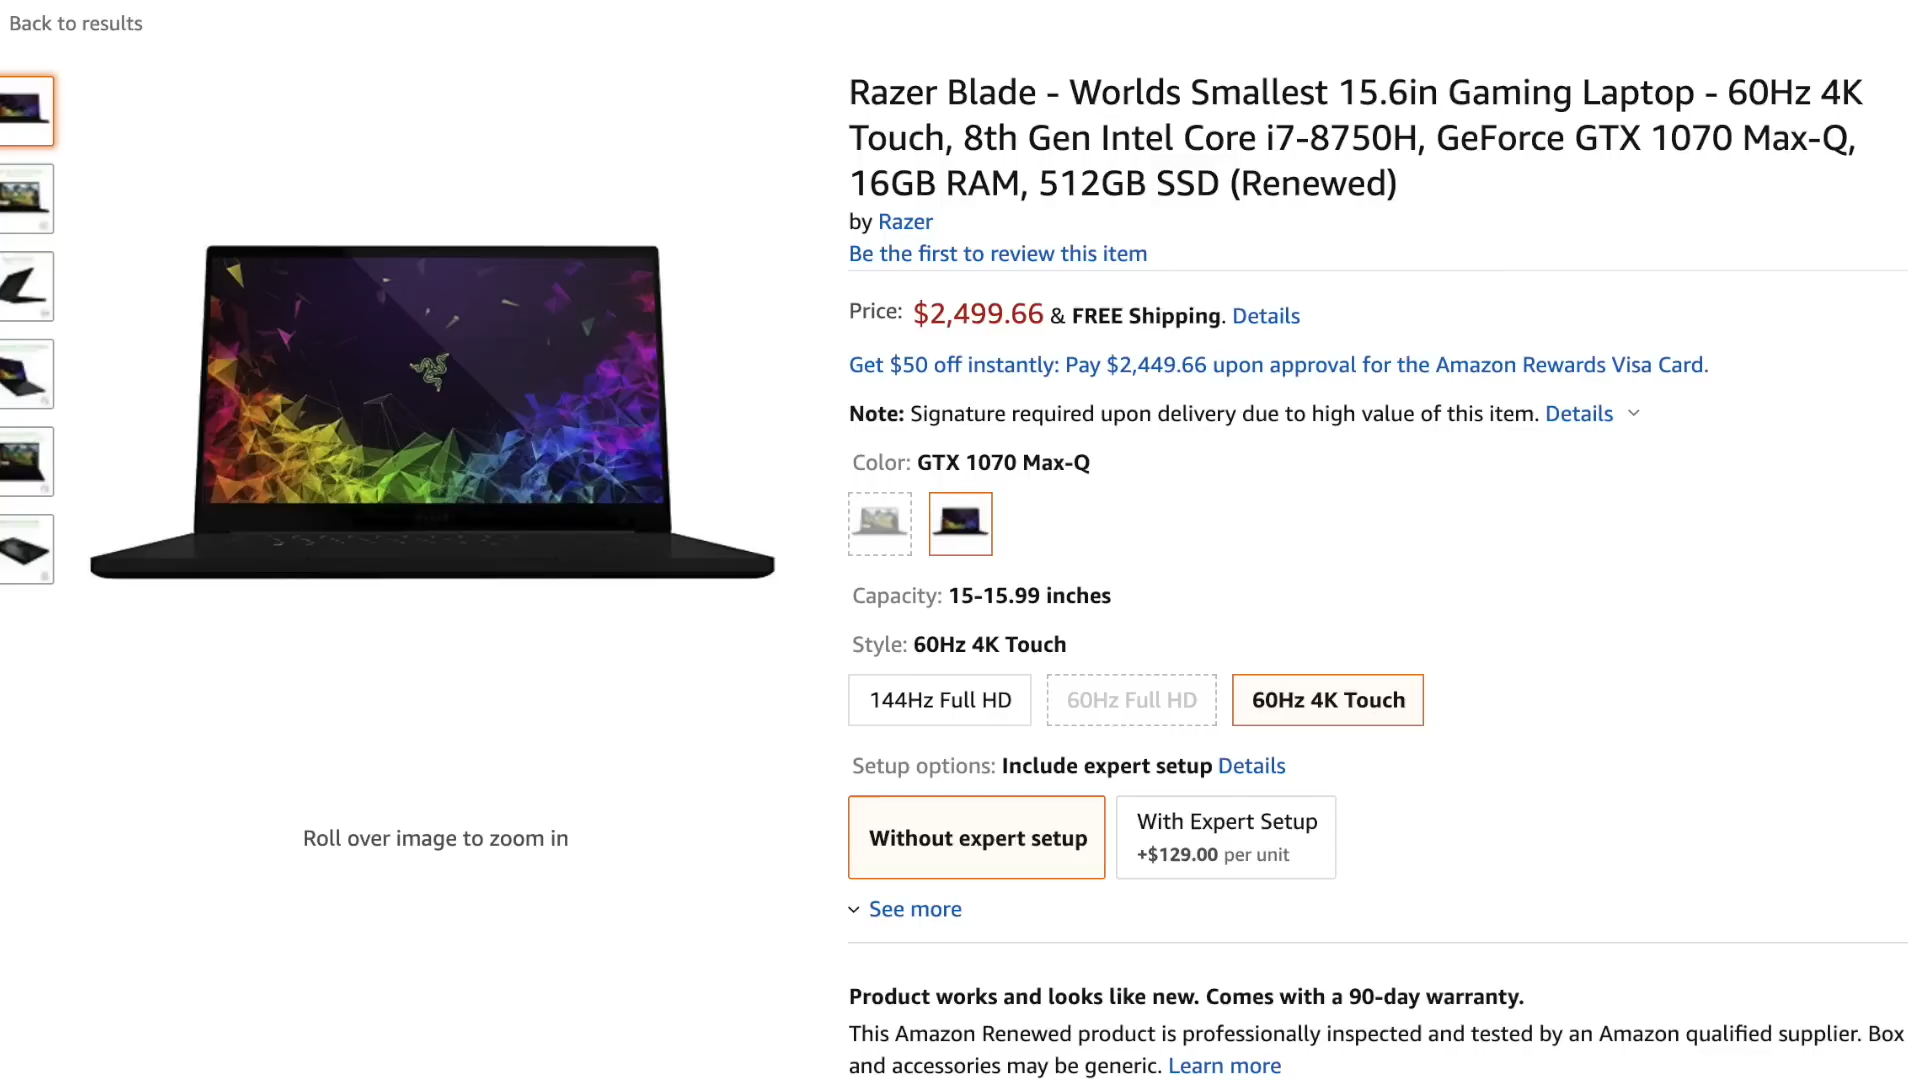 Back to results
Razer Blade - Worlds Smallest 15.6in Gaming Laptop - 60Hz 4K
Touch, 8th Gen Intel Core i7-8750H, GeForce GTX 1070 Max-Q,
16GB RAM, 512GB SSD (Renewed)
by Razer
Be the first to review this item
Price: $2,499.66 & FREE Shipping. Details
Get $50 off instantly: Pay $2,449.66 upon approval for the Amazon Rewards Visa Card.
Note: Signature required upon delivery due to high value of this item. Details
Color: GTX 1070 Max-Q
Capacity: 15-15.99 inches
Style: 60Hz 4K Touch
144Hz Full HD 60Hz Full HD 60Hz 4K Touch
Setup options: Include expert setup Details
Without expert setup
With Expert Setup
+$129.00 per unit
See more
Roll over image to zoom in
Product works and looks like new. Comes with a 90-day warranty.
This Amazon Renewed product is professionally inspected and tested by an Amazon qualified supplier. Box
and accessories may be generic. Learn more